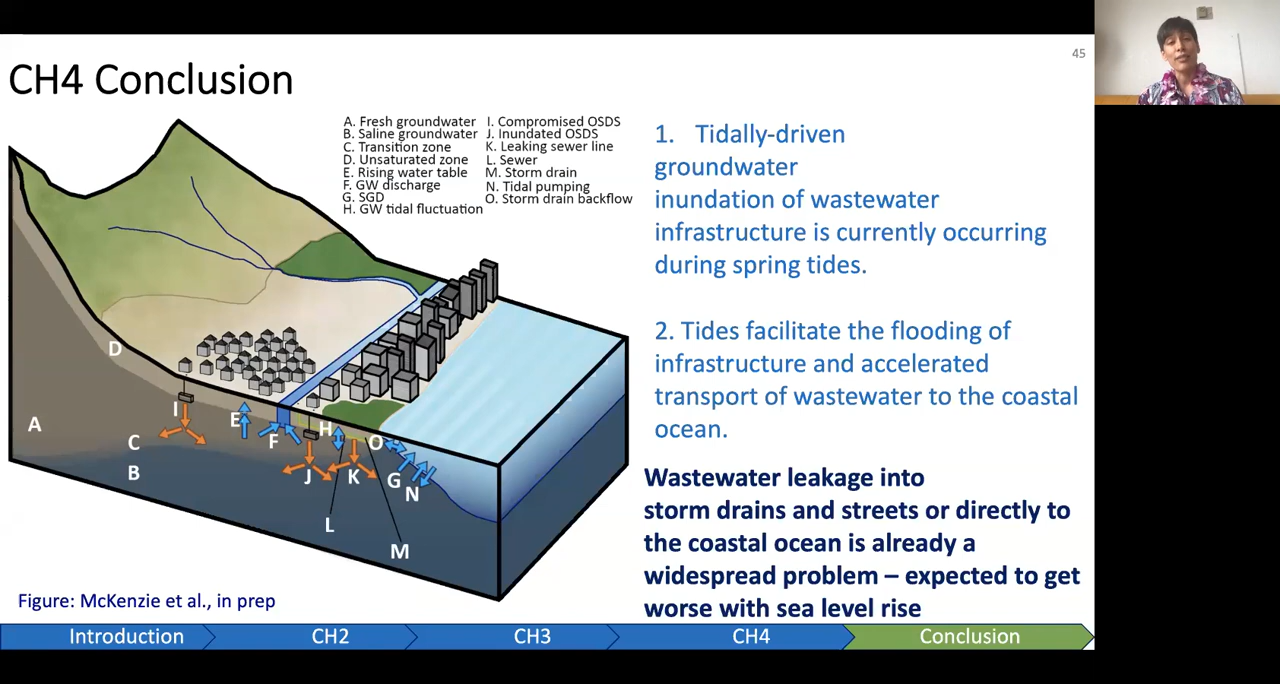 45
CH4 Conclusion
A. Fresh groundwater
B. Saline groundwater
C. Transition zone
D. Unsaturated zone
E. Rising water table
F. GW discharge
G. SGD
H. GW tidal fluctuation
I. Compromised OSDS
J. Inundated OSDS
K. Leaking sewer line
L. Sewer
M. Storm drain
N. Tidal pumping
O. Storm drain backflow
D
I
E
A
C
F
H
O
B
J
K
G
N
L
M
Figure: McKenzie et al., in prep
1. Tidally-driven
groundwater
inundation of wastewater
infrastructure is currently occurring
during spring tides.
2. Tides facilitate the flooding of
infrastructure and accelerated
transport of wastewater to the coastal
ocean.
Wastewater leakage into
storm drains and streets or directly to
the coastal ocean is already a
widespread problem – expected to get
worse with sea level rise
Introduction
CH2
CH3
CH4
Conclusion